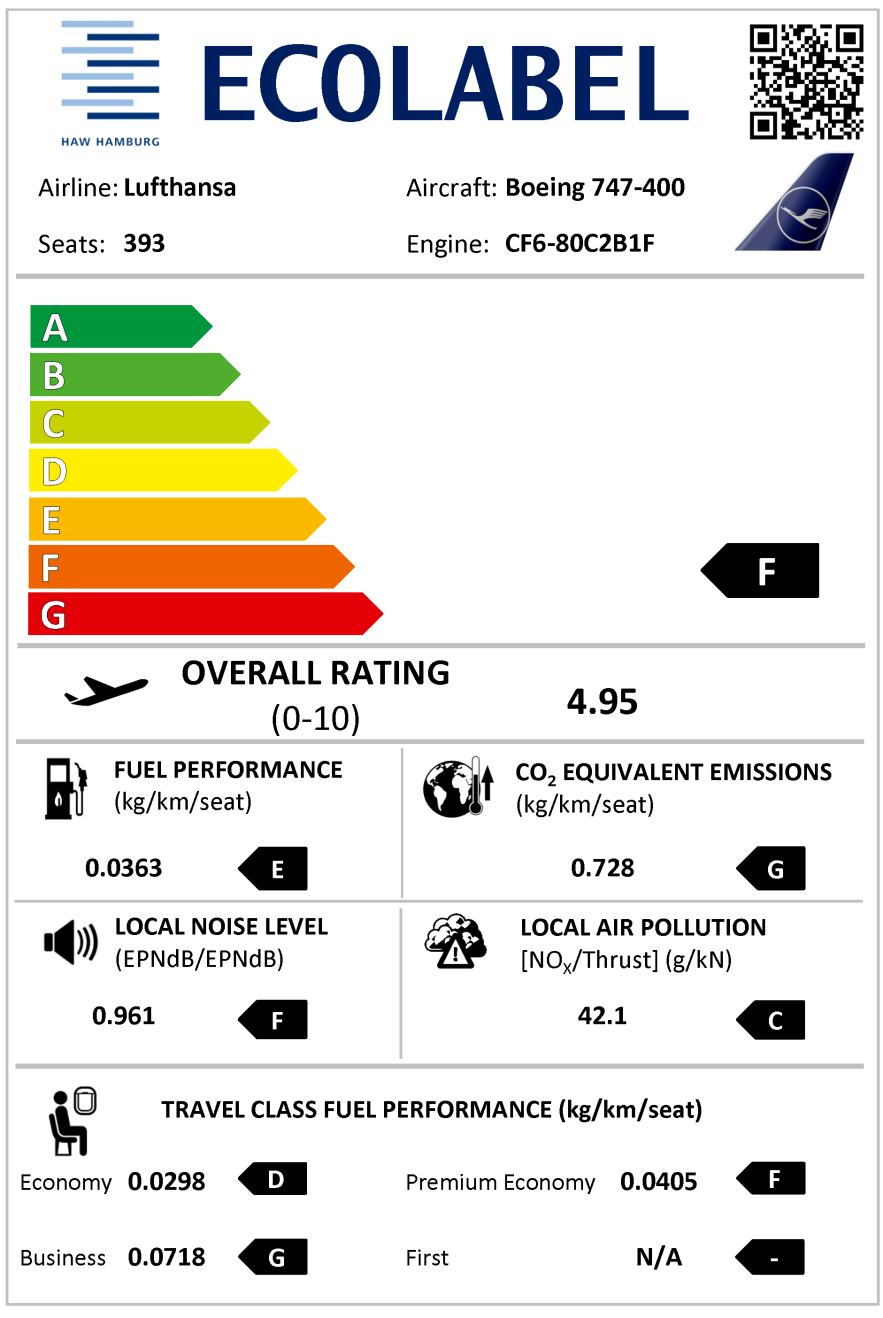 HAW HAMBURG
ECOLABEL
Airline: Lufthansa Aircraft: Boeing 747-400
Seats: 393 Engine: CF6-80C2B1F
A
B
C
D
E
F F
G
OVERALL RATING
(0-10) 4.95
FUEL PERFORMANCE
(kg/km/seat)
0.0363 E
CO₂ EQUIVALENT EMISSIONS
(kg/km/seat)
0.728 G
LOCAL NOISE LEVEL
(EPNdB/EPNdB)
0.961 F
LOCAL AIR POLLUTION
[NOₓ/Thrust] (g/kN)
42.1 C
TRAVEL CLASS FUEL PERFORMANCE (kg/km/seat)
Economy 0.0298 D Premium Economy 0.0405 F
Business 0.0718 G First N/A -